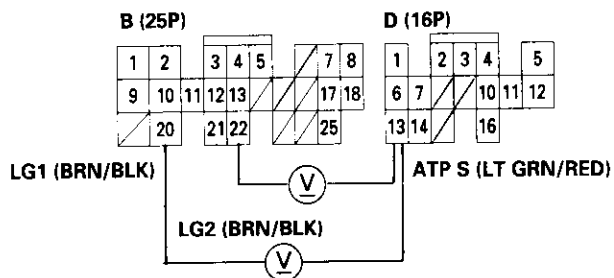 B (25P) D (16P)
1 2 3 4 5 7 8 1 2 3 4 5
9 10 11 12 13 17 18 6 7 10 11 12
20 21 22 25 13 14 16
LG1 (BRN/BLK) V ATP S (LT GRN/RED)
LG2 (BRN/BLK) V